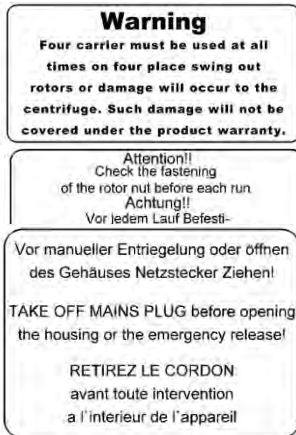 Warning
Four carrier must be used at all
times on four place swing out
rotors or damage will occur to the
centrifuge. Such damage will not be
covered under the product warranty.
Attention!!
Check the fastening
of the rotor nut before each run
Achtung!!
Vor jedem Lauf Befesti-
Vor manueller Entriegelung oder öffnen
des Gehäuses Netzstecker Ziehen!
TAKE OFF MAINS PLUG before opening
the housing or the emergency release!
RETIREZ LE CORDON
avant toute intervention
a l´interieur de l´appareil